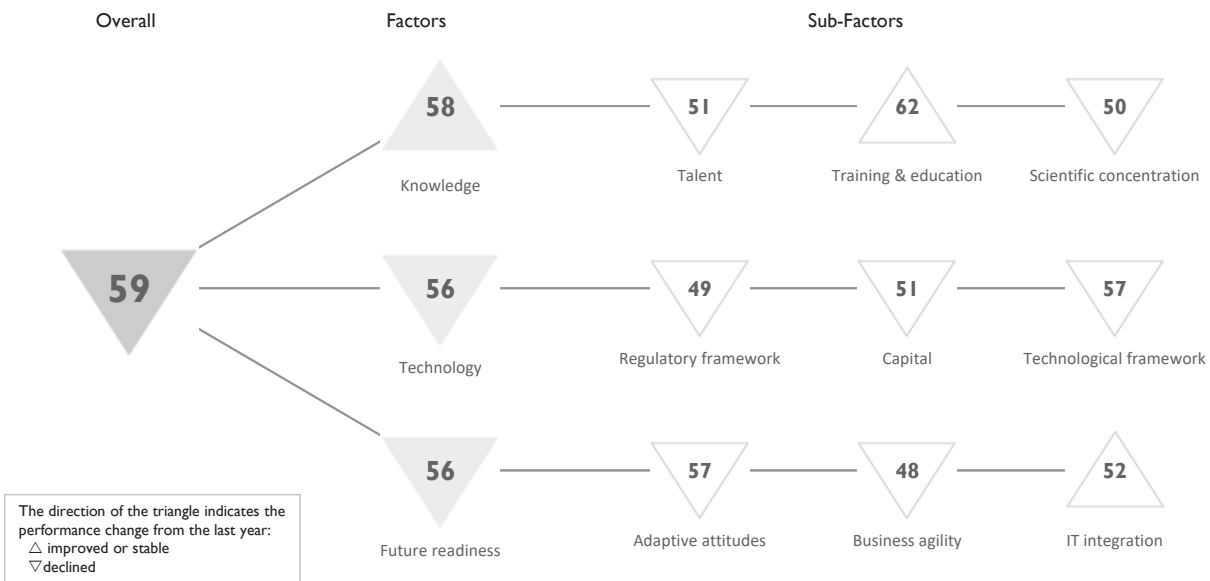 Overall Factors Sub-Factors
58 51 62 50
Knowledge Talent Training & education Scientific concentration
59 56 49 51 57
Technology Regulatory framework Capital Technological framework
56 57 48 52
Future readiness Adaptive attitudes Business agility IT integration
The direction of the triangle indicates the
performance change from the last year:
△ improved or stable
▽ declined